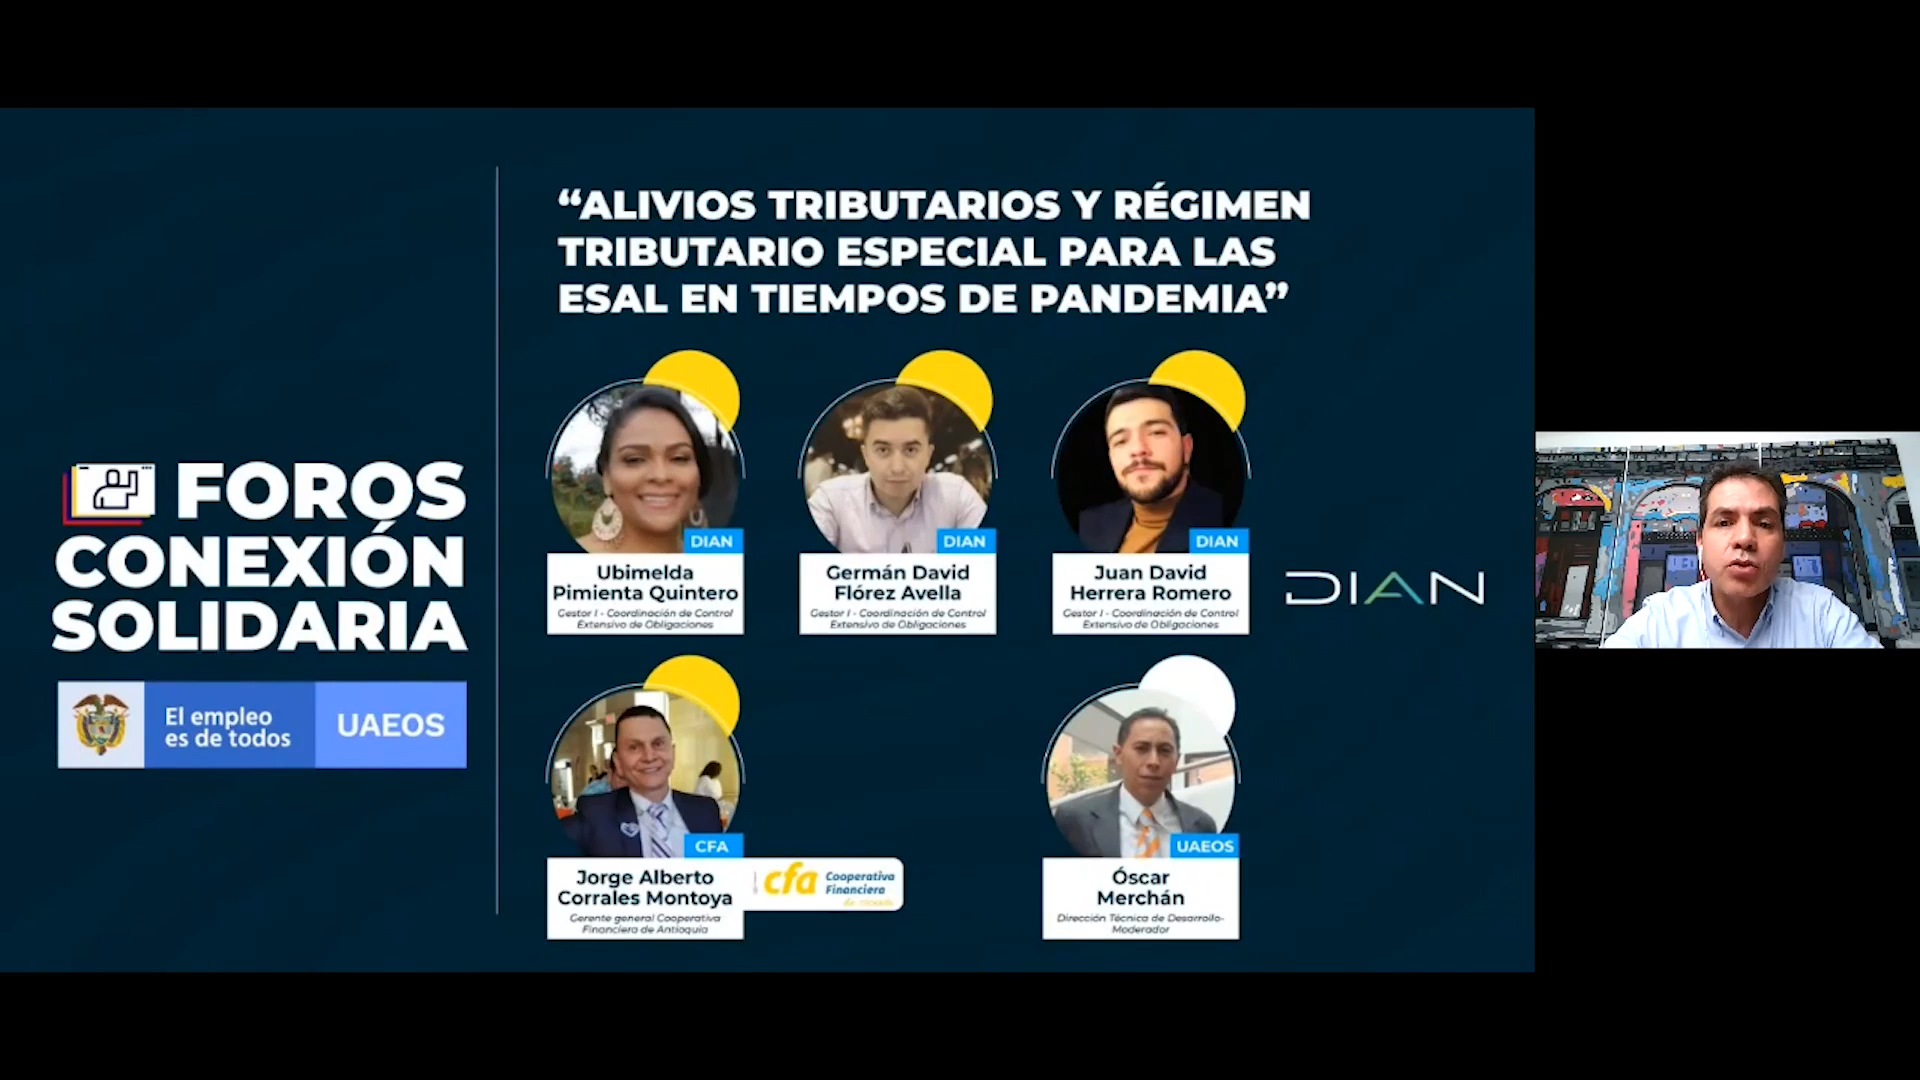 FOROS
CONEXIÓN
SOLIDARIA
El empleo
es de todos
UAEOS
“ALIVIOS TRIBUTARIOS Y RÉGIMEN
TRIBUTARIO ESPECIAL PARA LAS
ESAL EN TIEMPOS DE PANDEMIA”
DIAN
Ubimelda
Pimienta Quintero
Gestor I - Coordinación de Control
Extensivo de Obligaciones
DIAN
Germán David
Flórez Avella
Gestor I - Coordinación de Control
Extensivo de Obligaciones
DIAN
Juan David
Herrera Romero
Gestor I - Coordinación de Control
Extensivo de Obligaciones
DIAN
CFA
Jorge Alberto
Corrales Montoya
Gerente general Cooperativa
Financiera de Antioquia
cfa
Cooperativa
Financiera
UAEOS
Óscar
Merchán
Dirección Técnica de Desarrollo-
Moderador